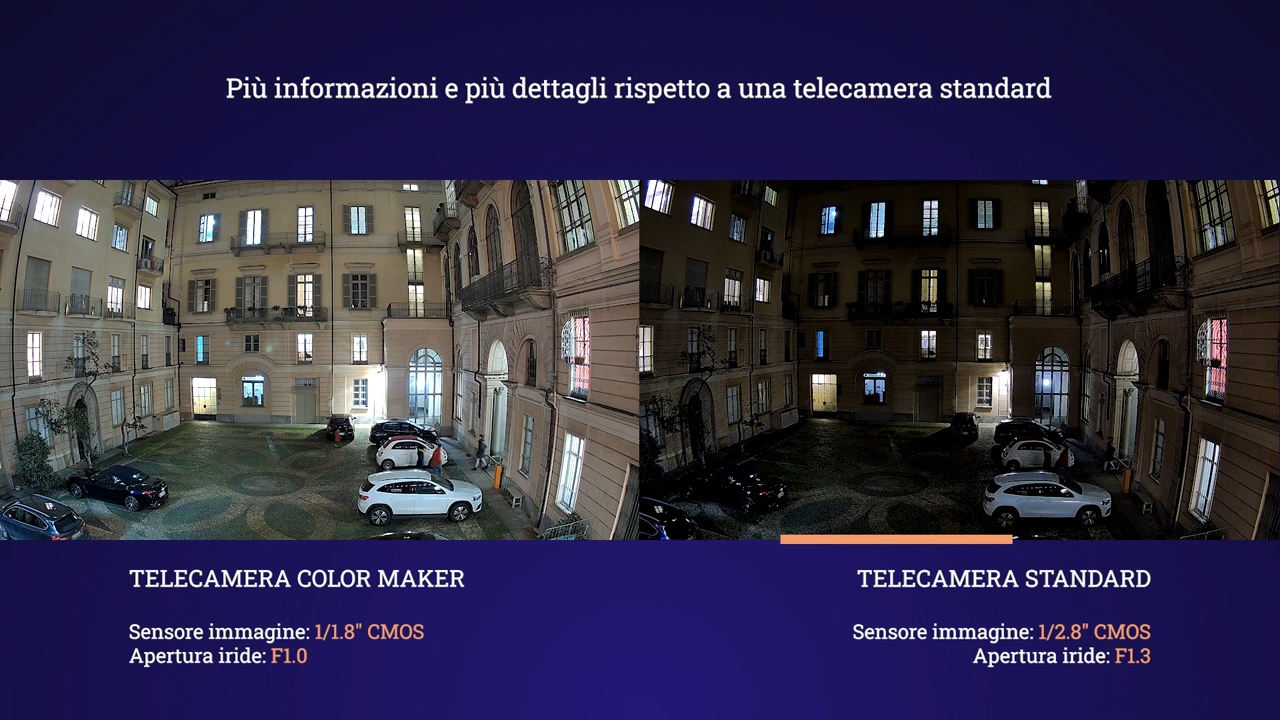 Più informazioni e più dettagli rispetto a una telecamera standard
TELECAMERA COLOR MAKER
Sensore immagine: 1/1.8" CMOS
Apertura iride: F1.0
TELECAMERA STANDARD
Sensore immagine: 1/2.8" CMOS
Apertura iride: F1.3